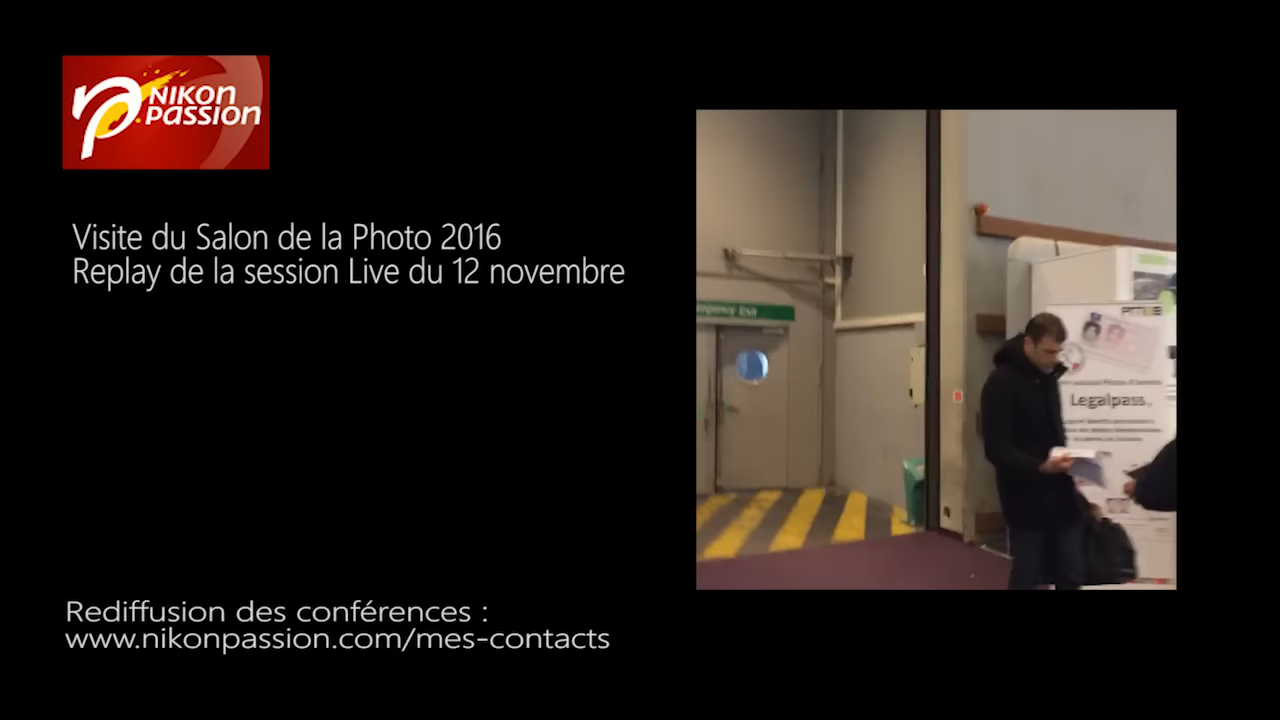 NIKON
PASSION
Visite du Salon de la Photo 2016
Replay de la session Live du 12 novembre
Exit
Legalpass
Rediffusion des conférences :
www.nikonpassion.com/mes-contacts